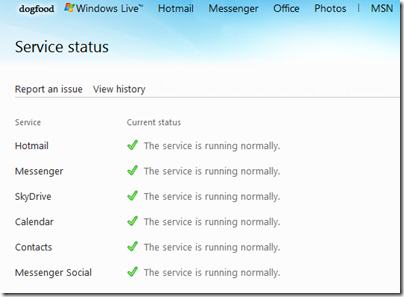 dogfood Windows Live™ Hotmail Messenger Office Photos | MSN
Service status
Report an issue View history
Service Current status
Hotmail The service is running normally.
Messenger The service is running normally.
SkyDrive The service is running normally.
Calendar The service is running normally.
Contacts The service is running normally.
Messenger Social The service is running normally.